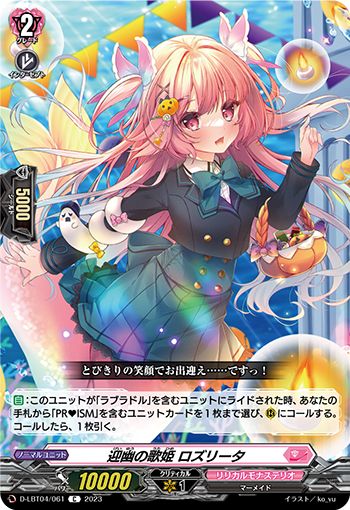 2
グレード
インターセプト
5000
シールド
とびきりの笑顔でお出迎え……ですっ！
自:このユニットが「ラブラドル」を含むユニットにライドされた時、あなたの
手札から「PR♥ISM」を含むユニットカードを１枚まで選び、Rにコールする。
コールしたら、１枚引く。
ノーマルユニット
迎幽の歌姫 ロズリータ
リリカルモナステリオ
パワー
10000
クリティカル
1
マーメイド
D-LBT04/061 C 2023
イラスト／ko_yu